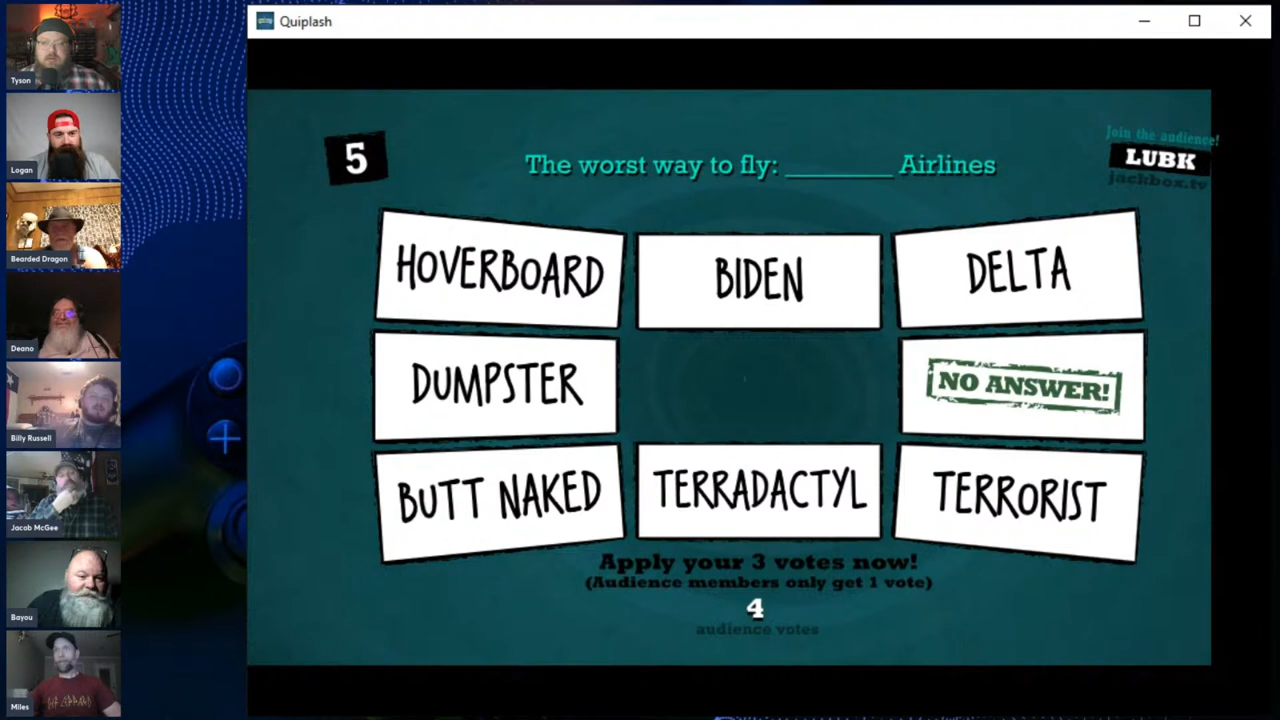 Quiplash
Tyson
Logan
Bearded Dragon
Deano
Billy Russell
Jacob McGee
Bayou
Miles
5
The worst way to fly: ________ Airlines
Join the audience!
LUBK
jackbox.tv
HOVERBOARD
BIDEN
DELTA
DUMPSTER
NO ANSWER!
BUTT NAKED
TERRADACTYL
TERRORIST
Apply your 3 votes now!
(Audience members only get 1 vote)
4
audience votes